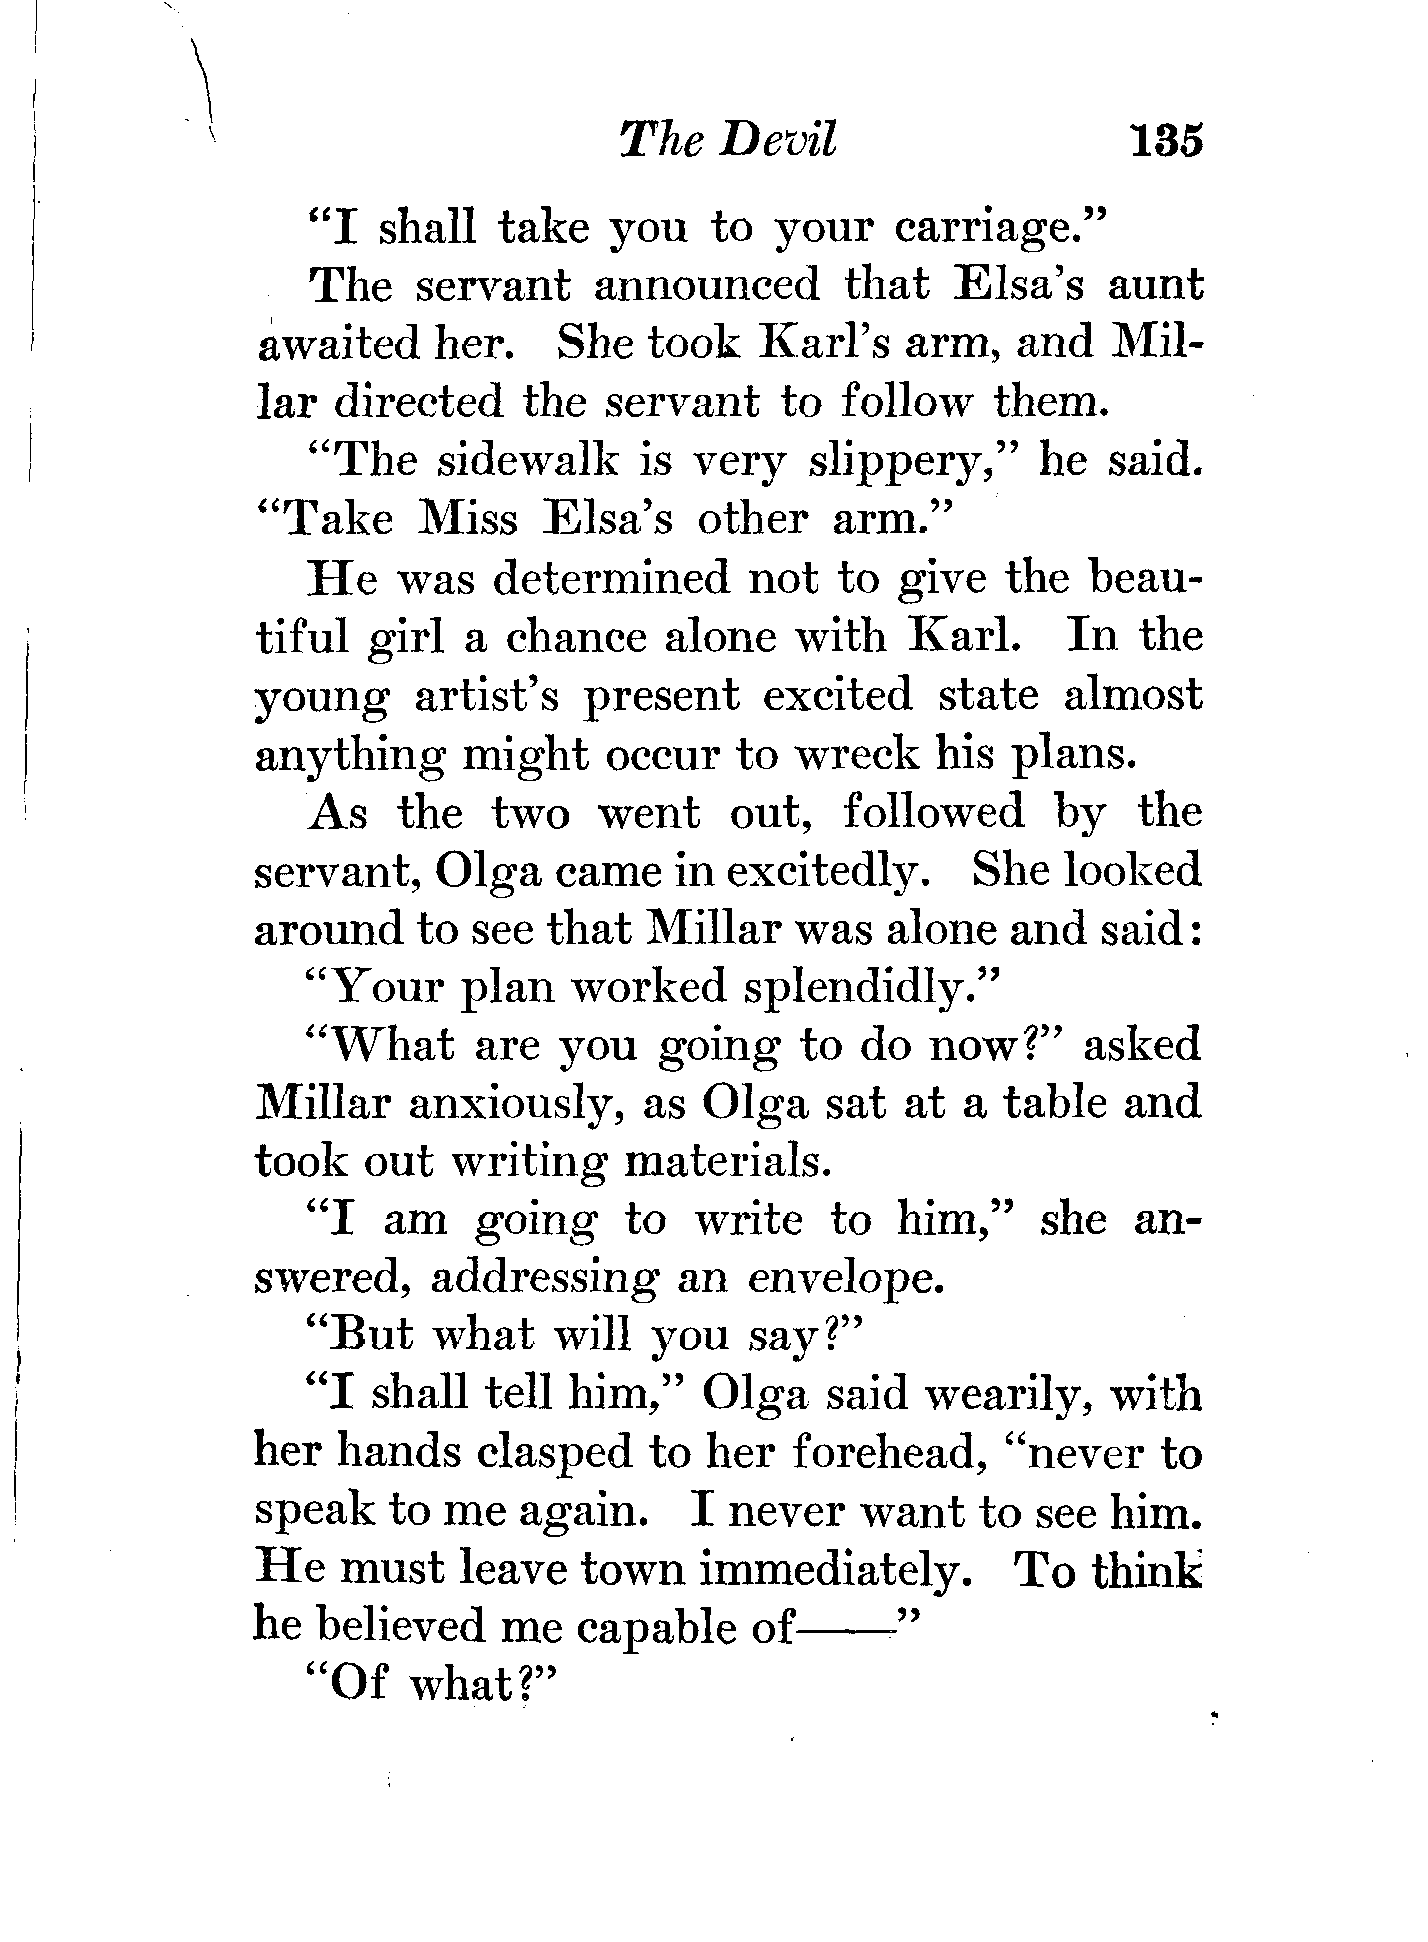 The Devil 135
“I shall take you to your carriage.”
The servant announced that Elsa’s aunt
awaited her. She took Karl’s arm, and Mil-
lar directed the servant to follow them.
“The sidewalk is very slippery,” he said.
“Take Miss Elsa’s other arm.”
He was determined not to give the beau-
tiful girl a chance alone with Karl. In the
young artist’s present excited state almost
anything might occur to wreck his plans.
As the two went out, followed by the
servant, Olga came in excitedly. She looked
around to see that Millar was alone and said:
“Your plan worked splendidly.”
“What are you going to do now?” asked
Millar anxiously, as Olga sat at a table and
took out writing materials.
“I am going to write to him,” she an-
swered, addressing an envelope.
“But what will you say?”
“I shall tell him,” Olga said wearily, with
her hands clasped to her forehead, “never to
speak to me again. I never want to see him.
He must leave town immediately. To think
he believed me capable of——”
“Of what?”